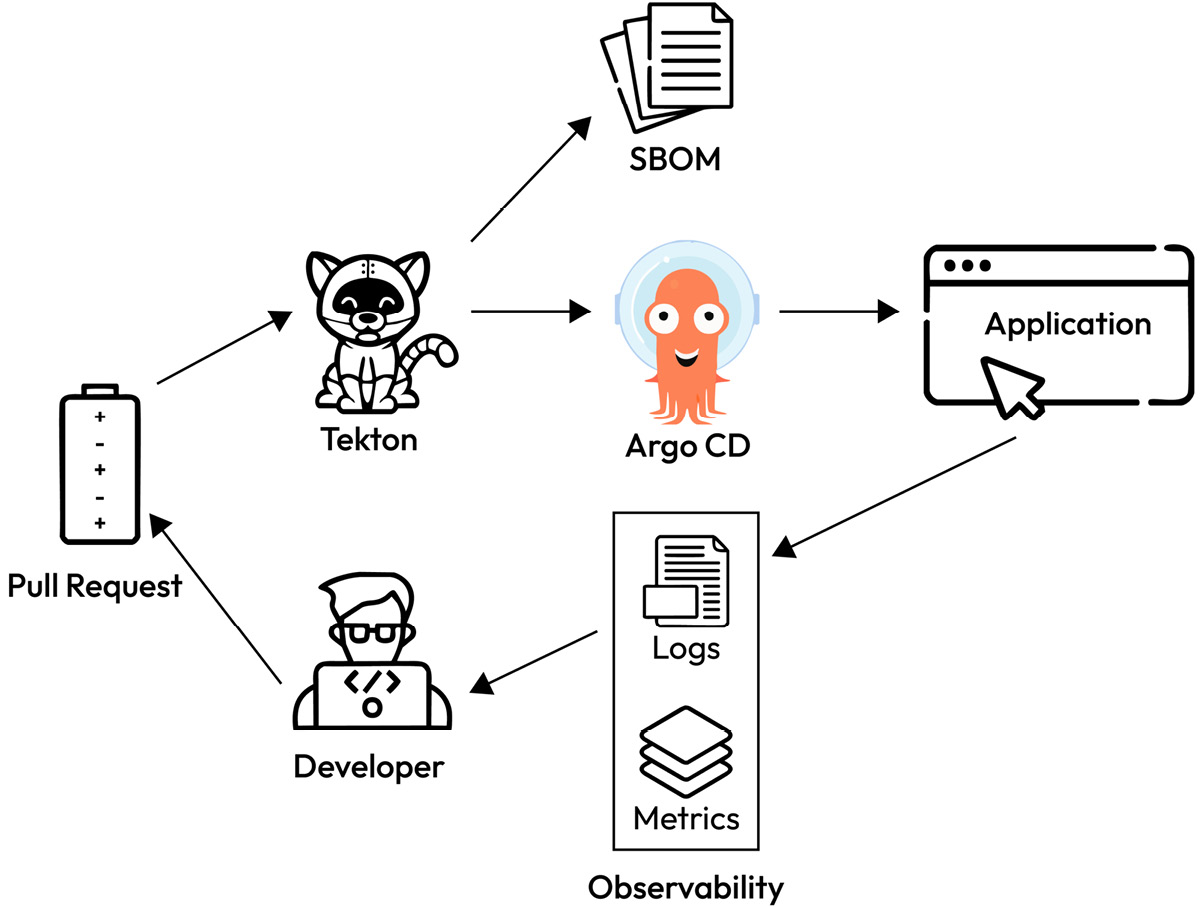 SBOM
Tekton
Argo CD
Application
+
-
+
-
+
Pull Request
</>
Developer
Logs
Metrics
Observability